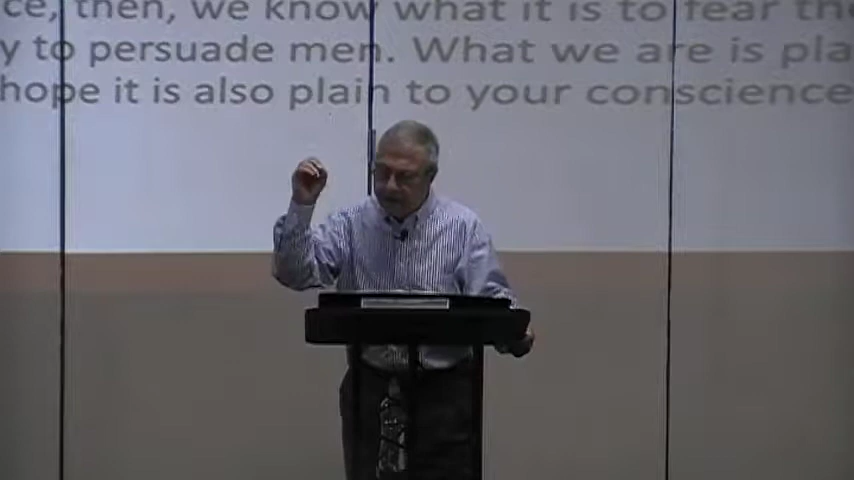 ce, then, we know what it is to fear the
y to persuade men. What we are is pla
hope it is also plain to your conscience